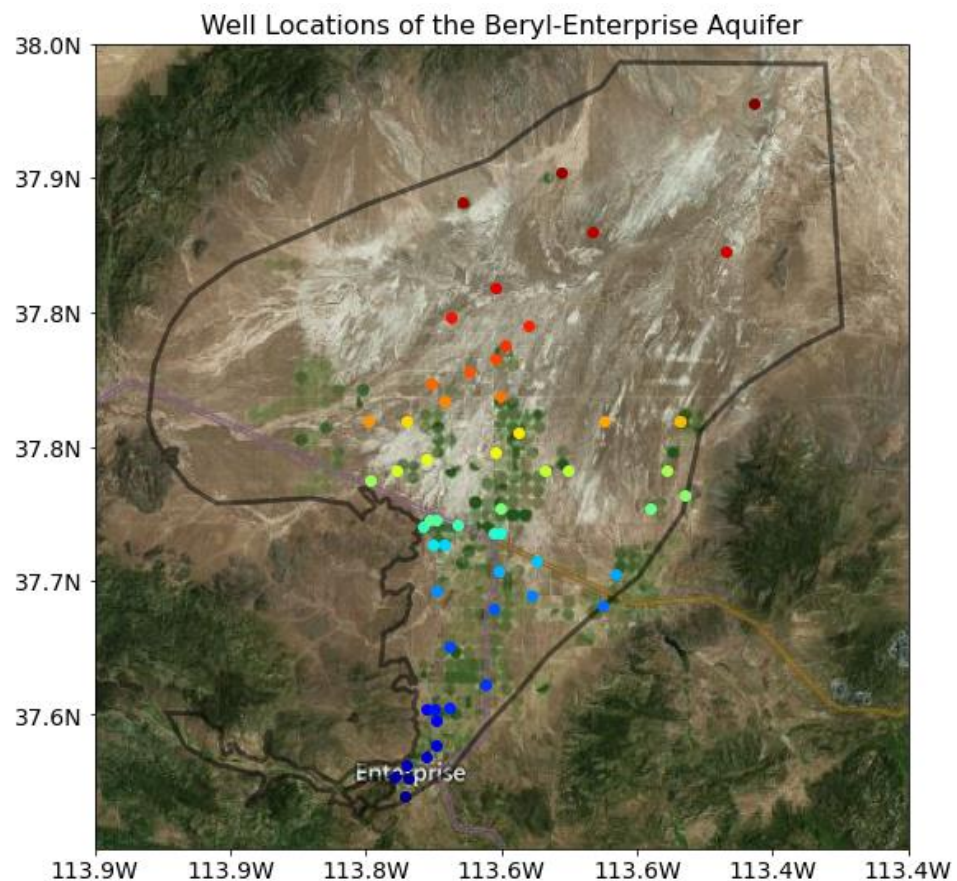 Well Locations of the Beryl-Enterprise Aquifer
38.0N
37.9N
37.8N
37.8N
37.7N
37.6N
Enterprise
113.9W 113.9W 113.8W 113.6W 113.6W 113.4W 113.4W